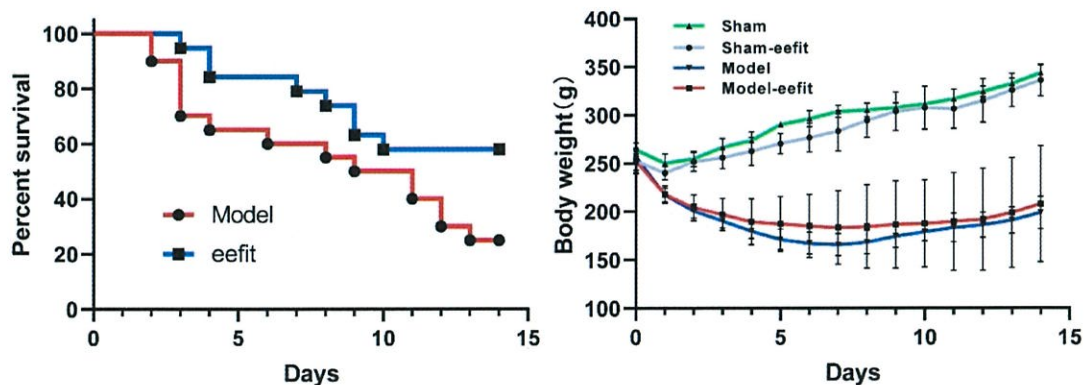 Percent survival
100
80
60
40
20
0
Model
eefit
0 5 10 15
Days
Body weight(g)
400
350
300
250
200
150
100
Sham
Sham-eefit
Model
Model-eefit
0 5 10 15
Days